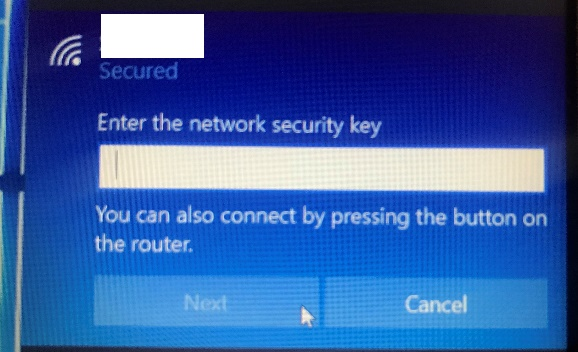 Secured
Enter the network security key
You can also connect by pressing the button on
the router.
Next
Cancel